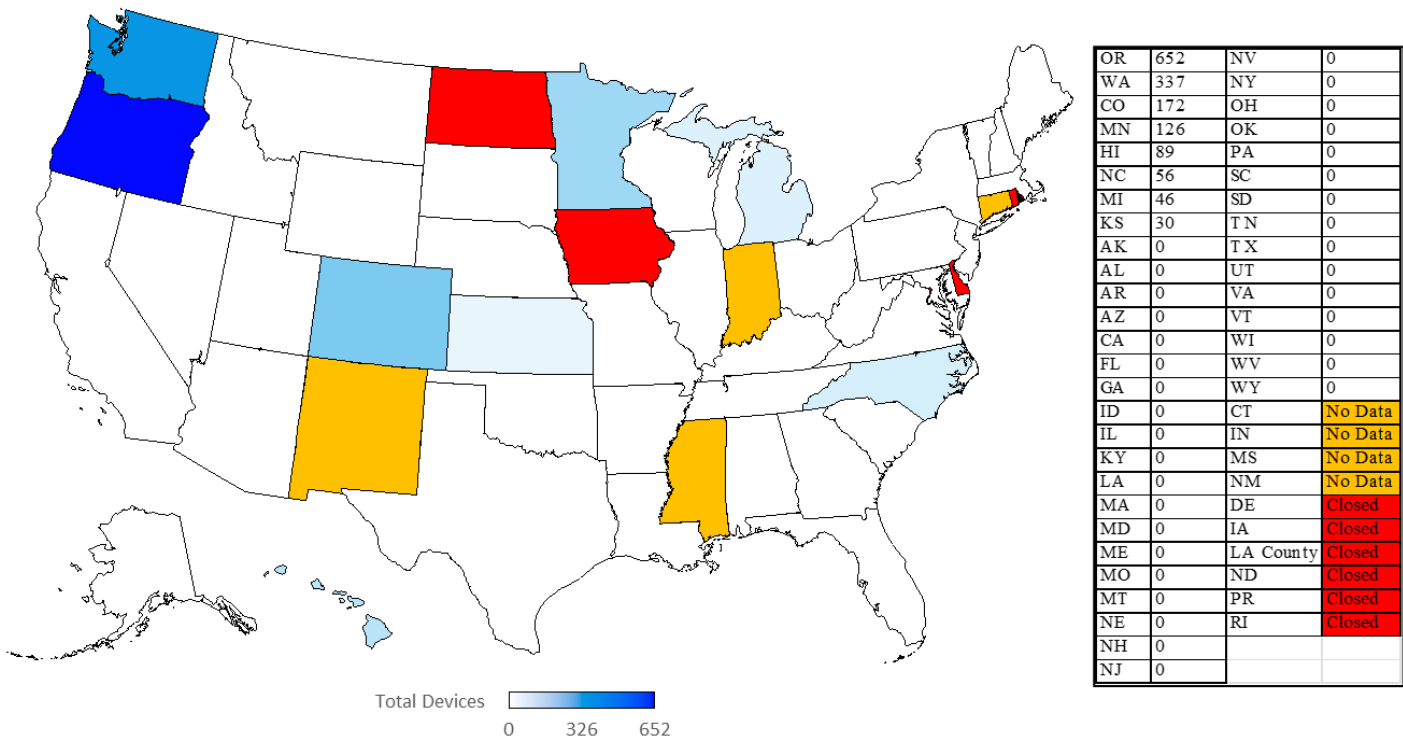 OR 652 NV 0
WA 337 NY 0
CO 172 OH 0
MN 126 OK 0
HI 89 PA 0
NC 56 SC 0
MI 46 SD 0
KS 30 TN 0
AK 0 TX 0
AL 0 UT 0
AR 0 VA 0
AZ 0 VT 0
CA 0 WI 0
FL 0 WV 0
GA 0 WY 0
ID 0 CT No Data
IL 0 IN No Data
KY 0 MS No Data
LA 0 NM No Data
MA 0 DE Closed
MD 0 IA Closed
ME 0 LA County Closed
MO 0 ND Closed
MT 0 PR Closed
NE 0 RI Closed
NH 0
NJ 0
Total Devices
0 326 652